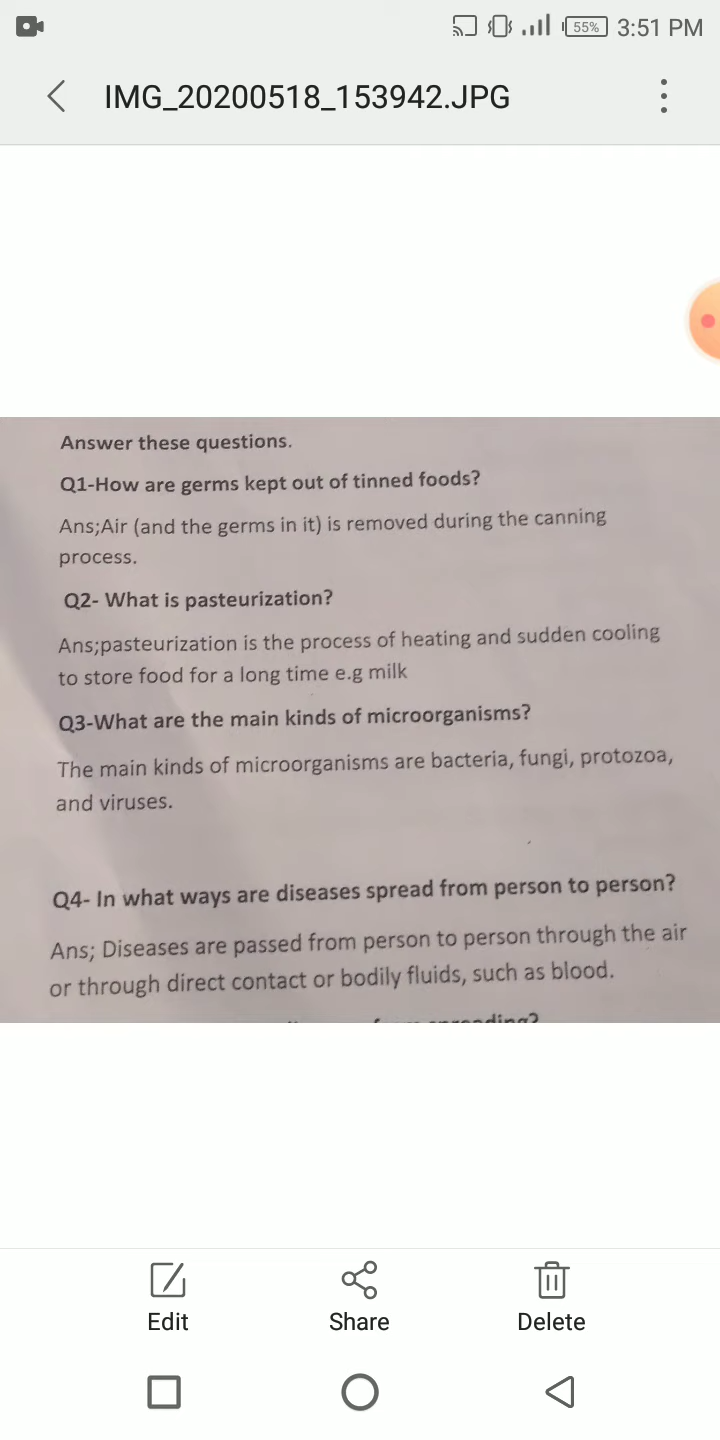 55% 3:51 PM
IMG_20200518_153942.JPG
Answer these questions.
Q1-How are germs kept out of tinned foods?
Ans;Air (and the germs in it) is removed during the canning
process.
Q2- What is pasteurization?
Ans;pasteurization is the process of heating and sudden cooling
to store food for a long time e.g milk
Q3-What are the main kinds of microorganisms?
The main kinds of microorganisms are bacteria, fungi, protozoa,
and viruses.
Q4- In what ways are diseases spread from person to person?
Ans; Diseases are passed from person to person through the air
or through direct contact or bodily fluids, such as blood.
spreading?
Edit Share Delete